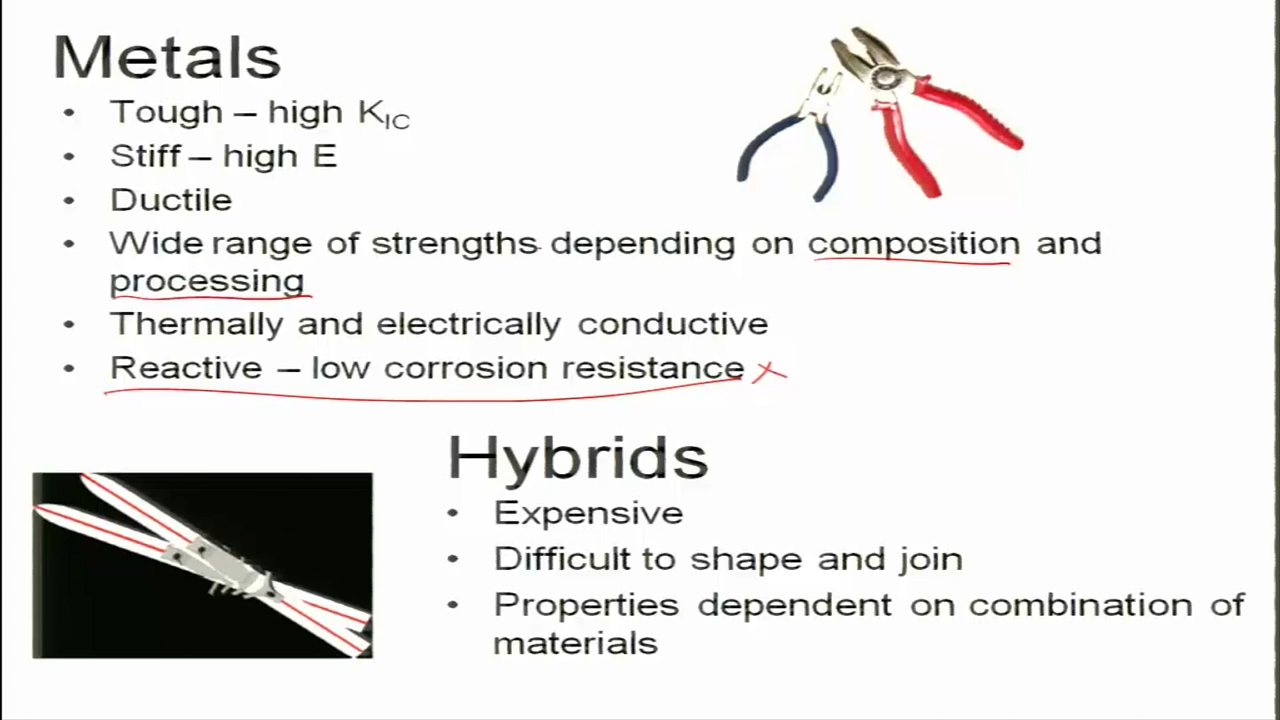 Metals
• Tough – high KIC
• Stiff – high E
• Ductile
• Wide range of strengths depending on composition and
processing
• Thermally and electrically conductive
• Reactive – low corrosion resistance
Hybrids
• Expensive
• Difficult to shape and join
• Properties dependent on combination of
materials